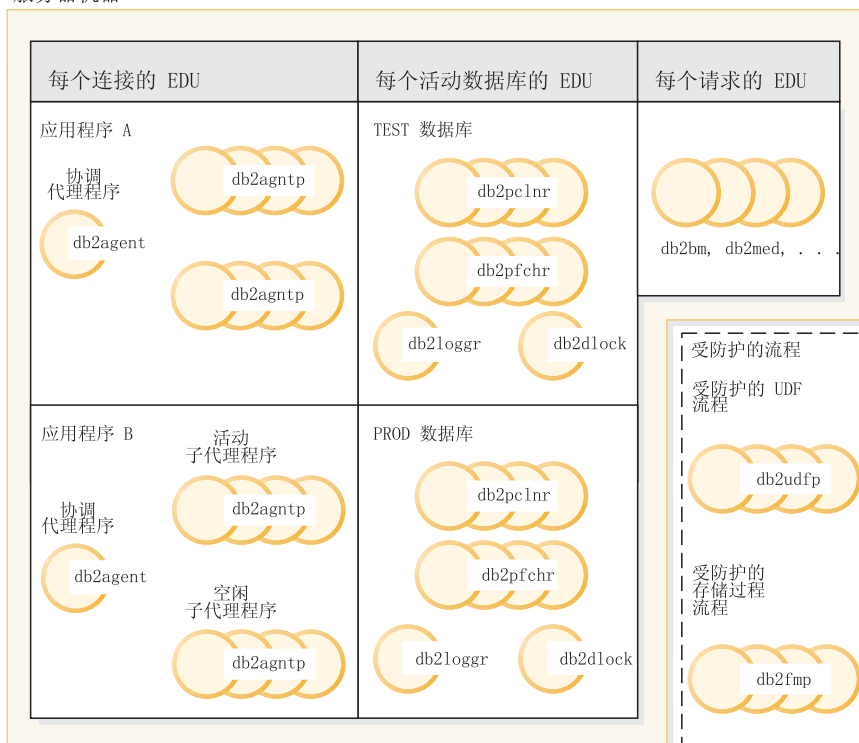 服务器机器
每个连接的 EDU
每个活动数据库的 EDU
每个请求的 EDU
应用程序 A
协调
代理程序
db2agent
db2agntp
db2agntp
TEST 数据库
db2pclnr
db2pfchr
db2loggr
db2dlock
db2bm, db2med, . . .
应用程序 B
协调
代理程序
db2agent
活动
子代理程序
db2agntp
空闲
子代理程序
db2agntp
PROD 数据库
db2pclnr
db2pfchr
db2loggr
db2dlock
受防护的流程
受防护的 UDF
流程
db2udfp
受防护的
存储过程
流程
db2fmp